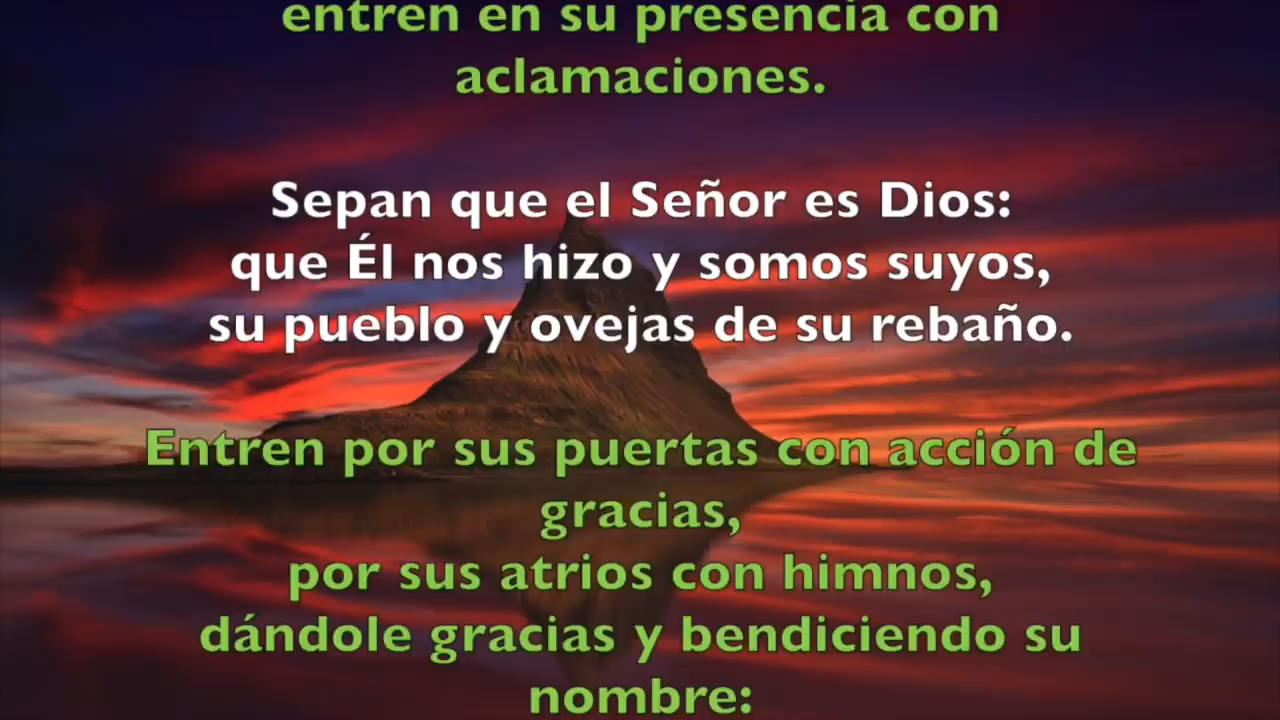 entren en su presencia con
aclamaciones.
Sepan que el Señor es Dios:
que Él nos hizo y somos suyos,
su pueblo y ovejas de su rebaño.
Entren por sus puertas con acción de
gracias,
por sus atrios con himnos,
dándole gracias y bendiciendo su
nombre: